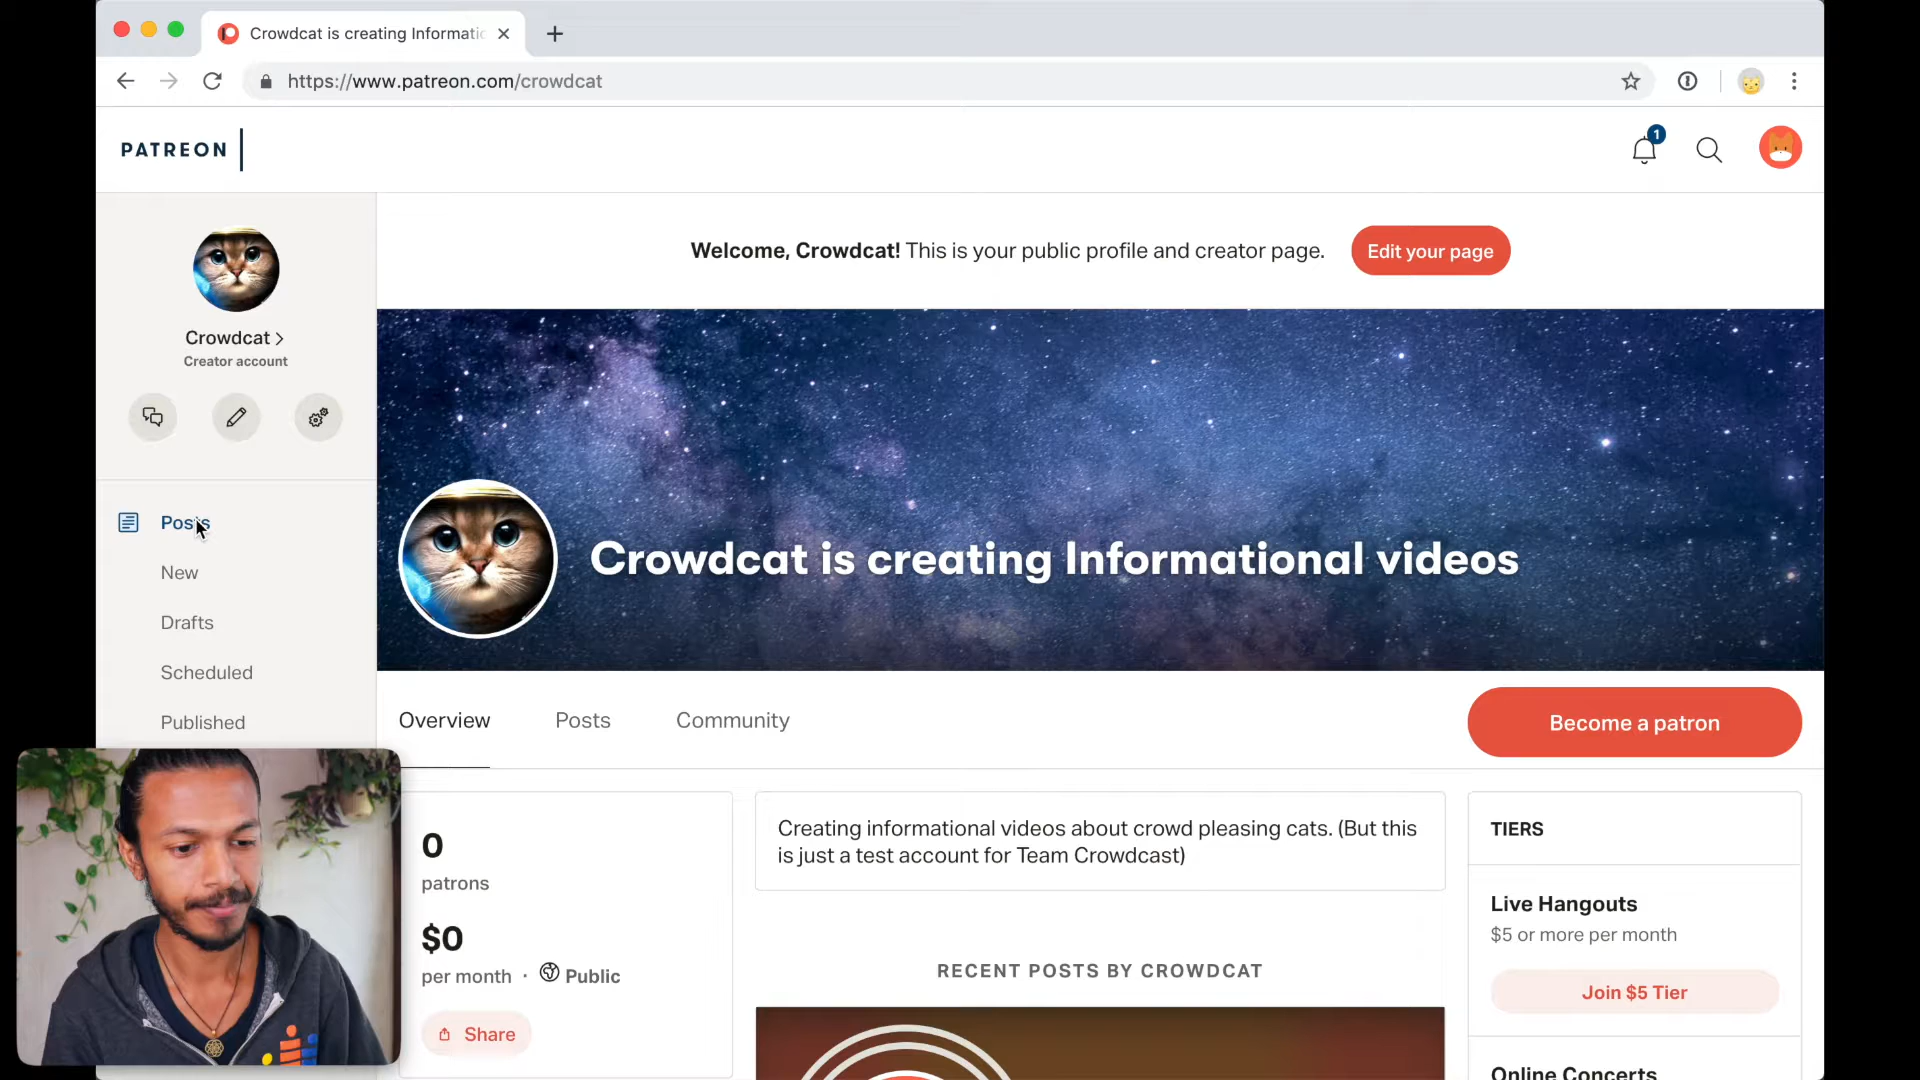 Crowdcat is creating Informatic
https://www.patreon.com/crowdcat
PATREON
1
Welcome, Crowdcat! This is your public profile and creator page.
Edit your page
Crowdcat >
Creator account
Posts
New
Drafts
Scheduled
Published
Crowdcat is creating Informational videos
Overview
Posts
Community
Become a patron
0
patrons
$0
per month · Public
Share
Creating informational videos about crowd pleasing cats. (But this
is just a test account for Team Crowdcast)
RECENT POSTS BY CROWDCAT
TIERS
Live Hangouts
$5 or more per month
Join $5 Tier
Online Concerts